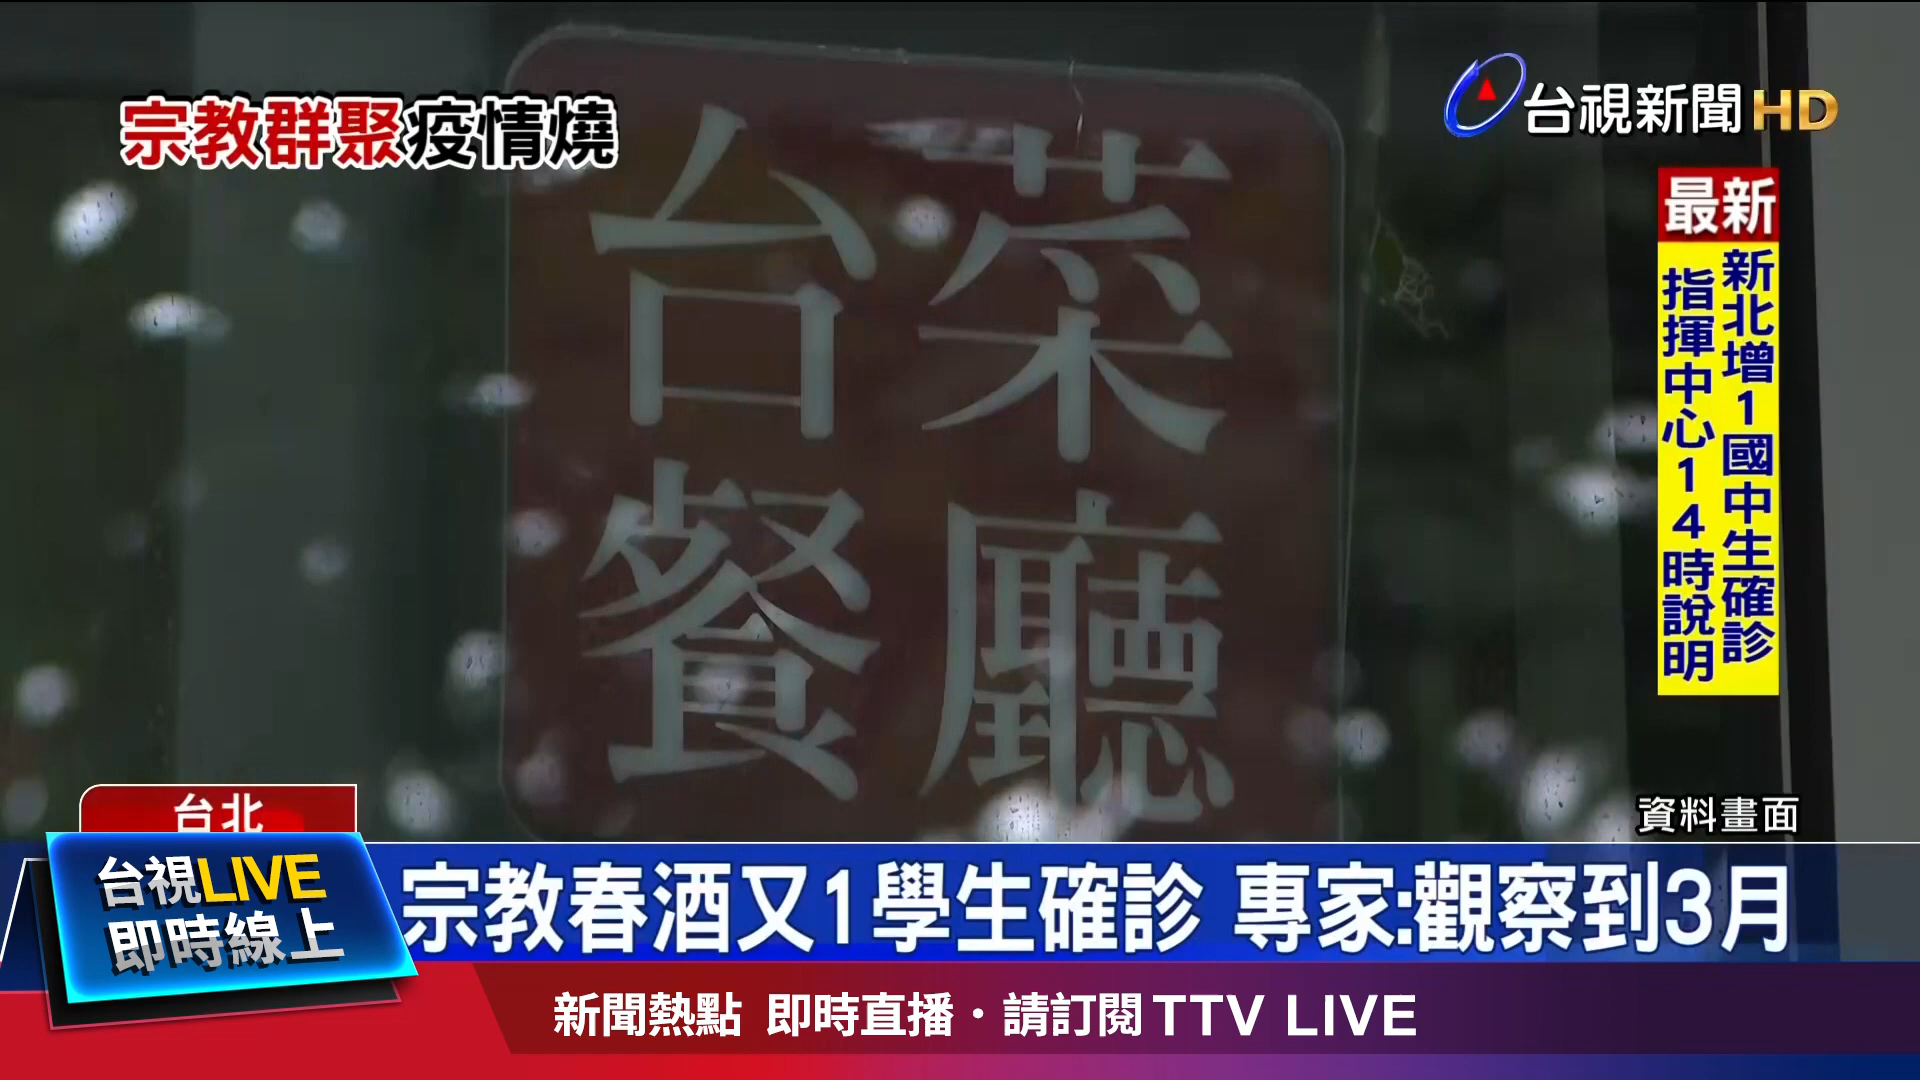 宗教群聚疫情燒
台視新聞HD
最新
新北增1國中生確診
指揮中心14時說明
台菜
餐廳
資料畫面
台北
台視LIVE
即時線上
宗教春酒又1學生確診 專家:觀察到3月
新聞熱點 即時直播·請訂閱TTV LIVE